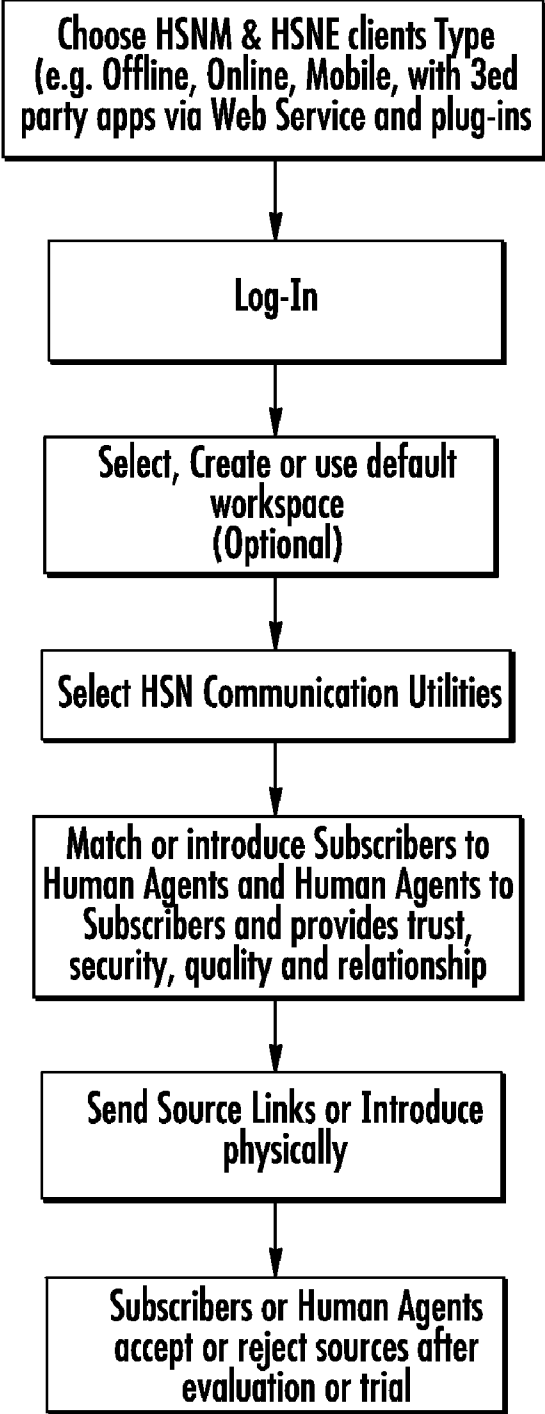 Choose HSNM & HSNE clients Type
(e.g. Offline, Online, Mobile, with 3ed
party apps via Web Service and plug-ins
Log-In
Select, Create or use default
workspace
(Optional)
Select HSN Communication Utilities
Match or introduce Subscribers to
Human Agents and Human Agents to
Subscribers and provides trust,
security, quality and relationship
Send Source Links or Introduce
physically
Subscribers or Human Agents
accept or reject sources after
evaluation or trial